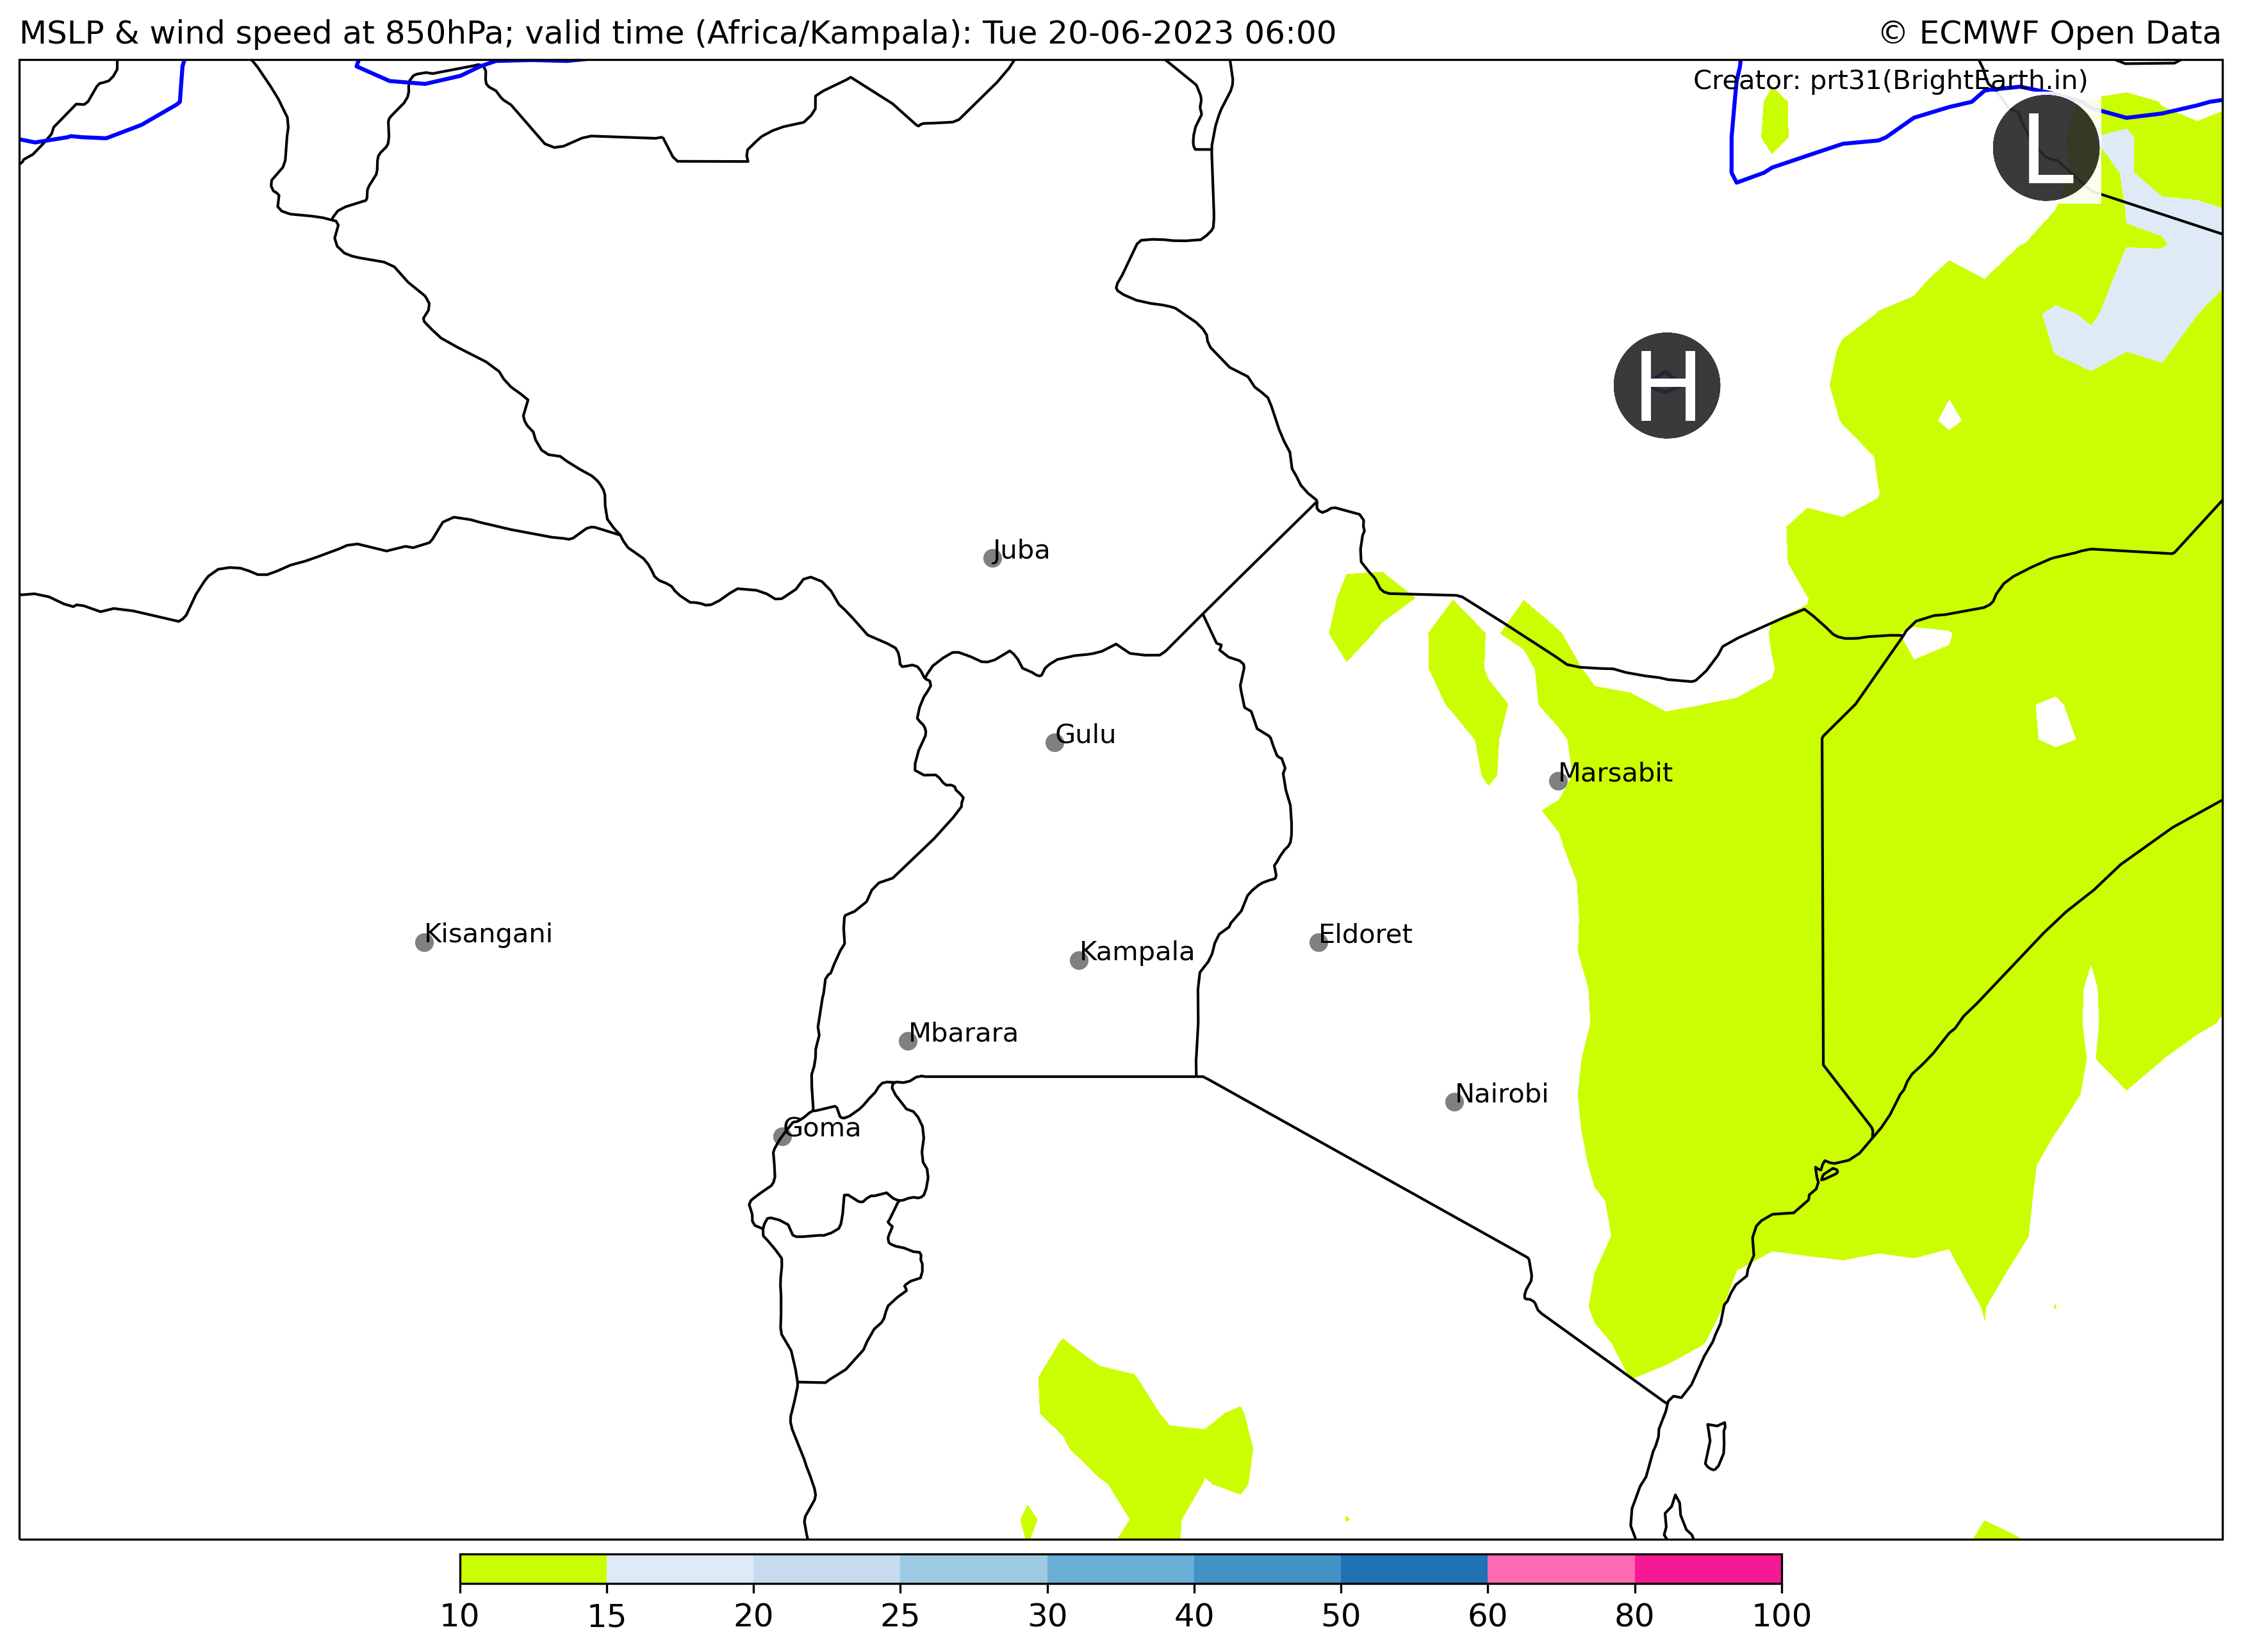 MSLP & wind speed at 850hPa; valid time (Africa/Kampala): Tue 20-06-2023 06:00
© ECMWF Open Data
Creator: prt31(BrightEarth.in)
L
H
Juba
Gulu
Marsabit
Kisangani
Eldoret
Kampala
Mbarara
Nairobi
Goma
10 15 20 25 30 40 50 60 80 100